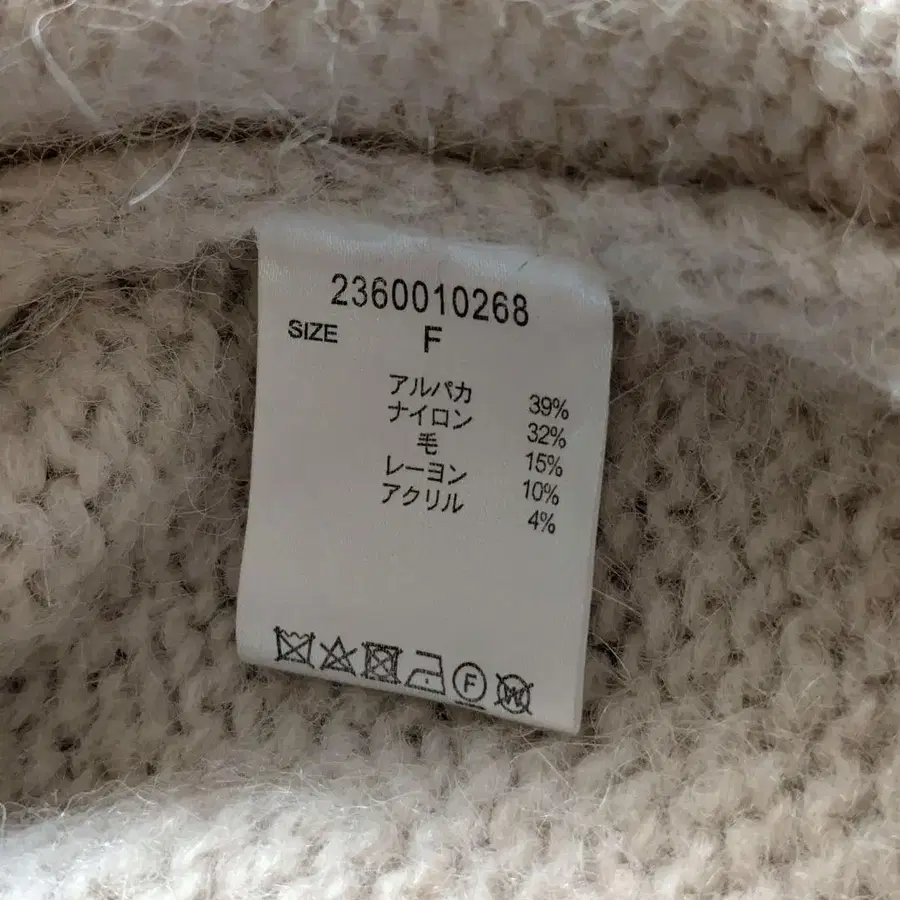 2360010268
SIZE F
アルパカ 39%
ナイロン 32%
毛 15%
レーヨン 10%
アクリル 4%
F W